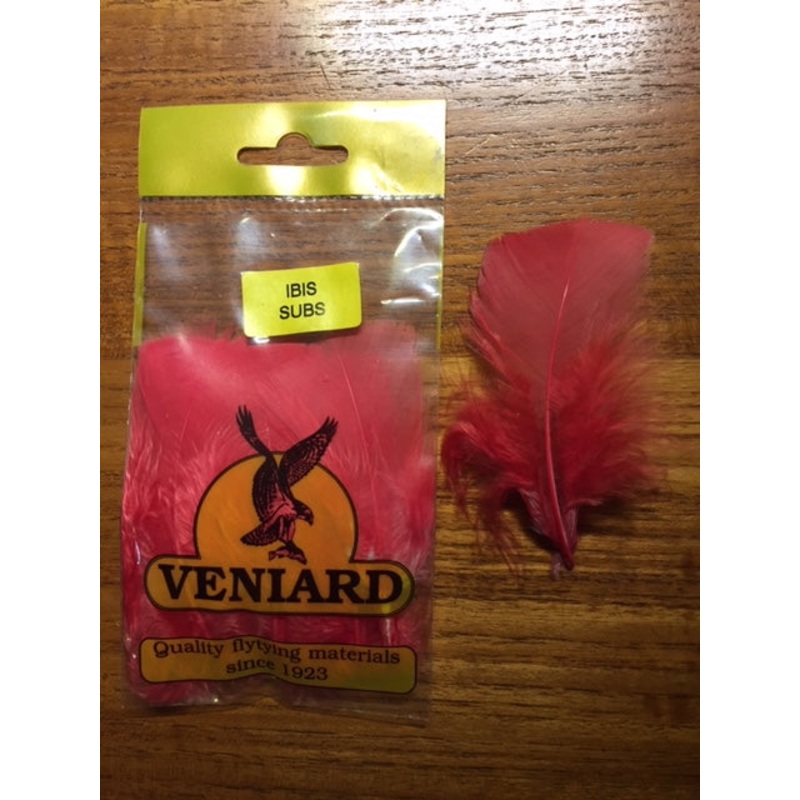 IBIS
SUBS
VENIARD
Quality flytying materials
since 1923